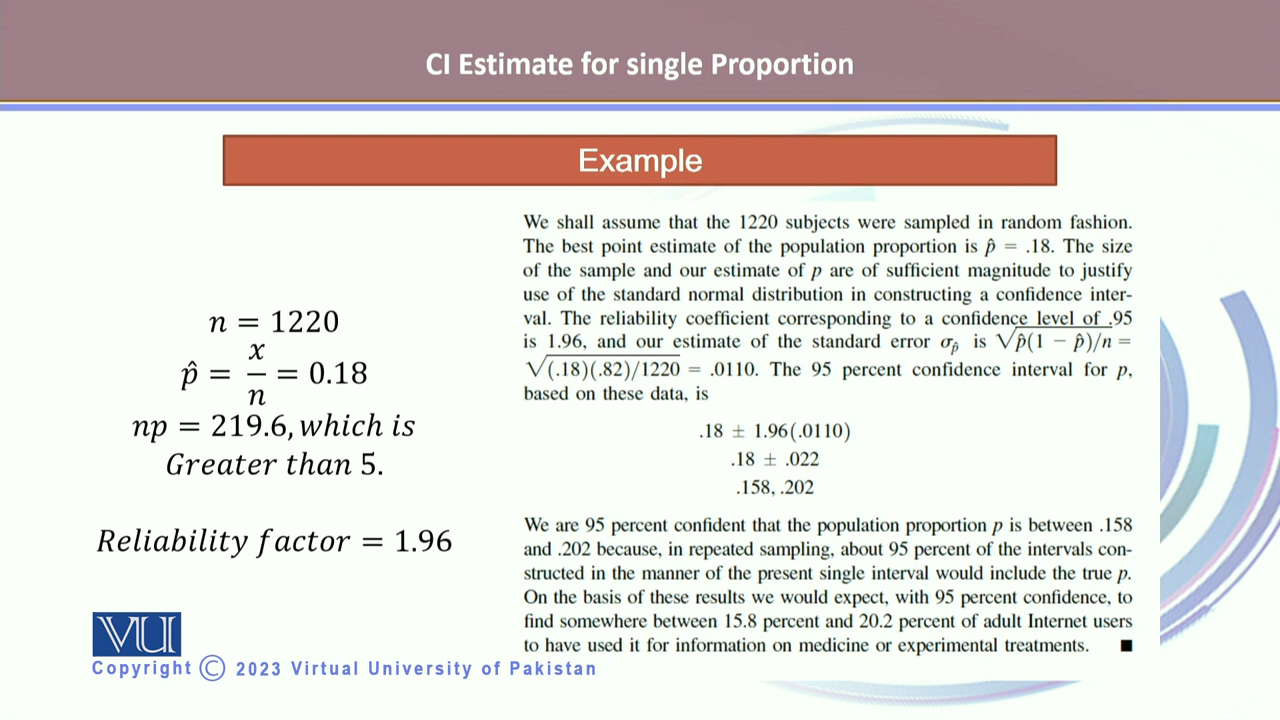 CI Estimate for single Proportion
Example
n = 1220
p̂ = x/n = 0.18
np = 219.6, which is
Greater than 5.
Reliability factor = 1.96
We shall assume that the 1220 subjects were sampled in random fashion.
The best point estimate of the population proportion is p̂ = .18. The size
of the sample and our estimate of p are of sufficient magnitude to justify
use of the standard normal distribution in constructing a confidence inter-
val. The reliability coefficient corresponding to a confidence level of .95
is 1.96, and our estimate of the standard error σp̂ is √p̂(1 − p̂)/n =
√(.18)(.82)/1220 = .0110. The 95 percent confidence interval for p,
based on these data, is
.18 ± 1.96(.0110)
.18 ± .022
.158, .202
We are 95 percent confident that the population proportion p is between .158
and .202 because, in repeated sampling, about 95 percent of the intervals con-
structed in the manner of the present single interval would include the true p.
On the basis of these results we would expect, with 95 percent confidence, to
find somewhere between 15.8 percent and 20.2 percent of adult Internet users
to have used it for information on medicine or experimental treatments. ■
VU
Copyright © 2023 Virtual University of Pakistan